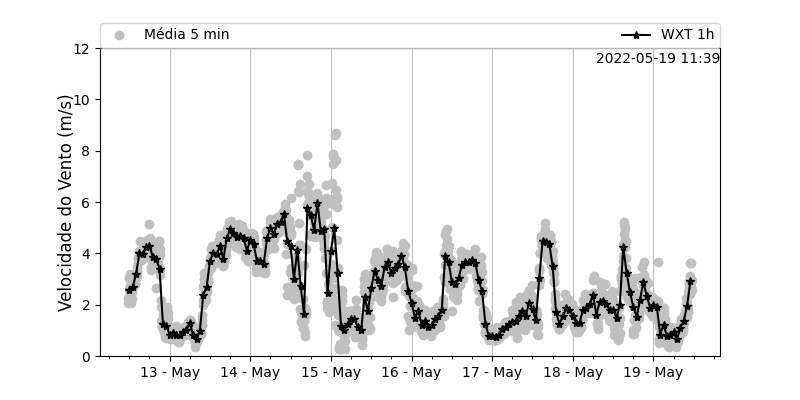 Média 5 min
WXT 1h
2022-05-19 11:39
Velocidade do Vento (m/s)
12
10
8
6
4
2
0
13 - May
14 - May
15 - May
16 - May
17 - May
18 - May
19 - May